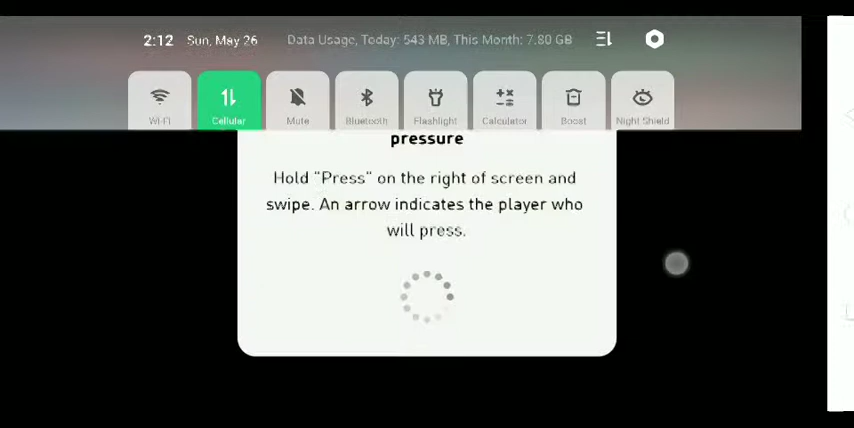 2:12 Sun, May 26 Data Usage, Today: 543 MB, This Month: 7.80 GB
Wi-Fi Cellular Mute Bluetooth Flashlight Calculator Boost Night Shield
pressure
Hold "Press" on the right of screen and
swipe. An arrow indicates the player who
will press.